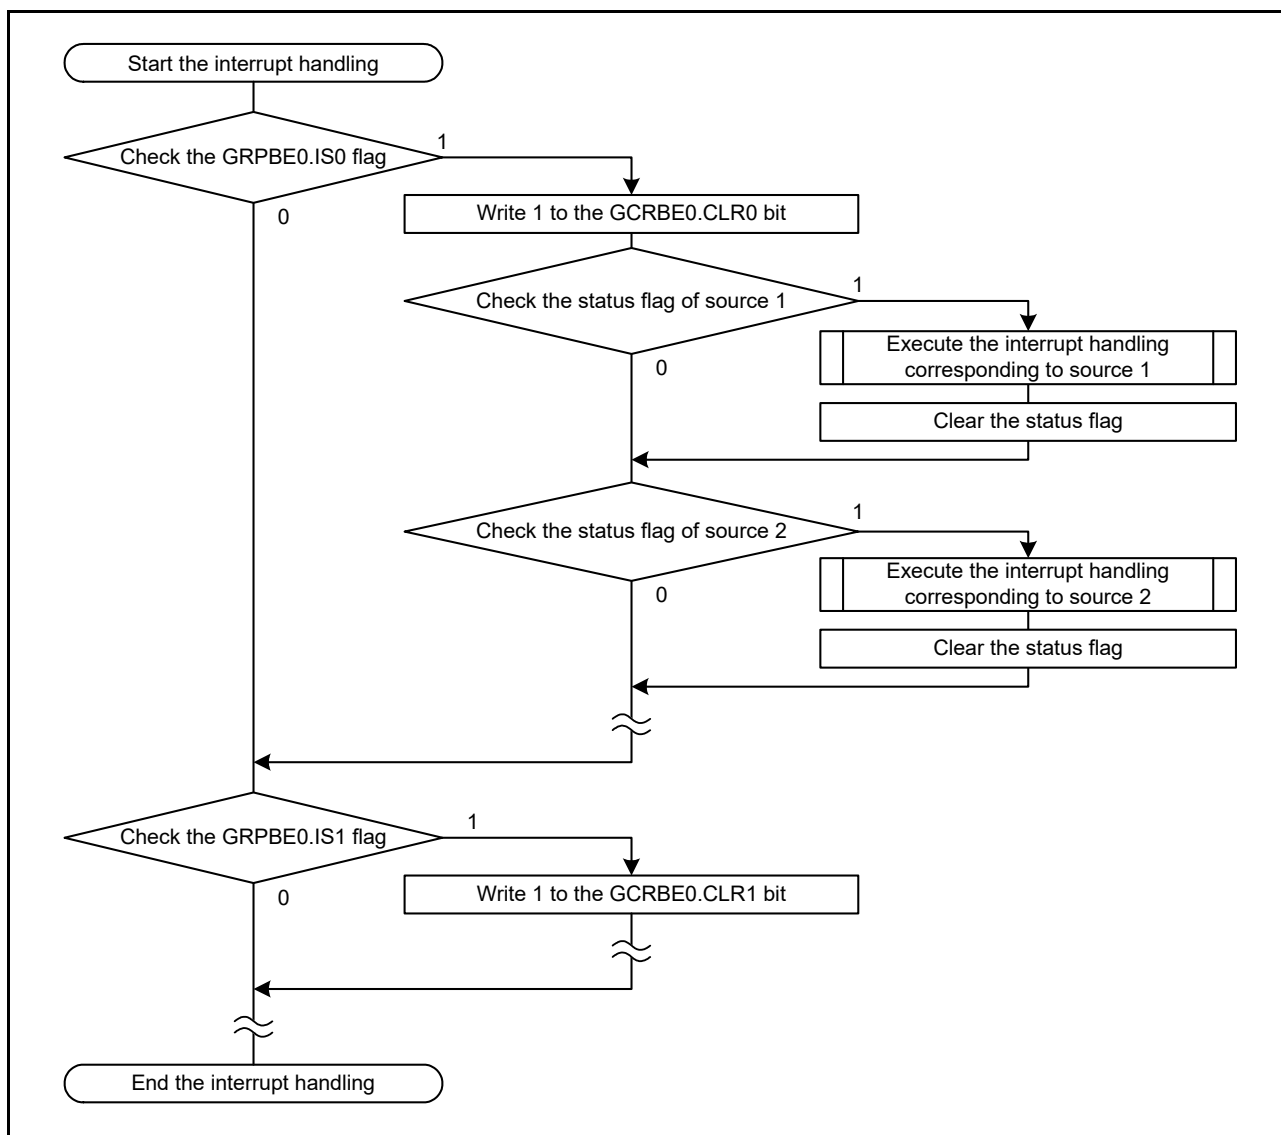 Start the interrupt handling
Check the GRPBE0.IS0 flag
1
0
Write 1 to the GCRBE0.CLR0 bit
Check the status flag of source 1
1
0
Execute the interrupt handling
corresponding to source 1
Clear the status flag
Check the status flag of source 2
1
0
Execute the interrupt handling
corresponding to source 2
Clear the status flag
Check the GRPBE0.IS1 flag
1
0
Write 1 to the GCRBE0.CLR1 bit
End the interrupt handling